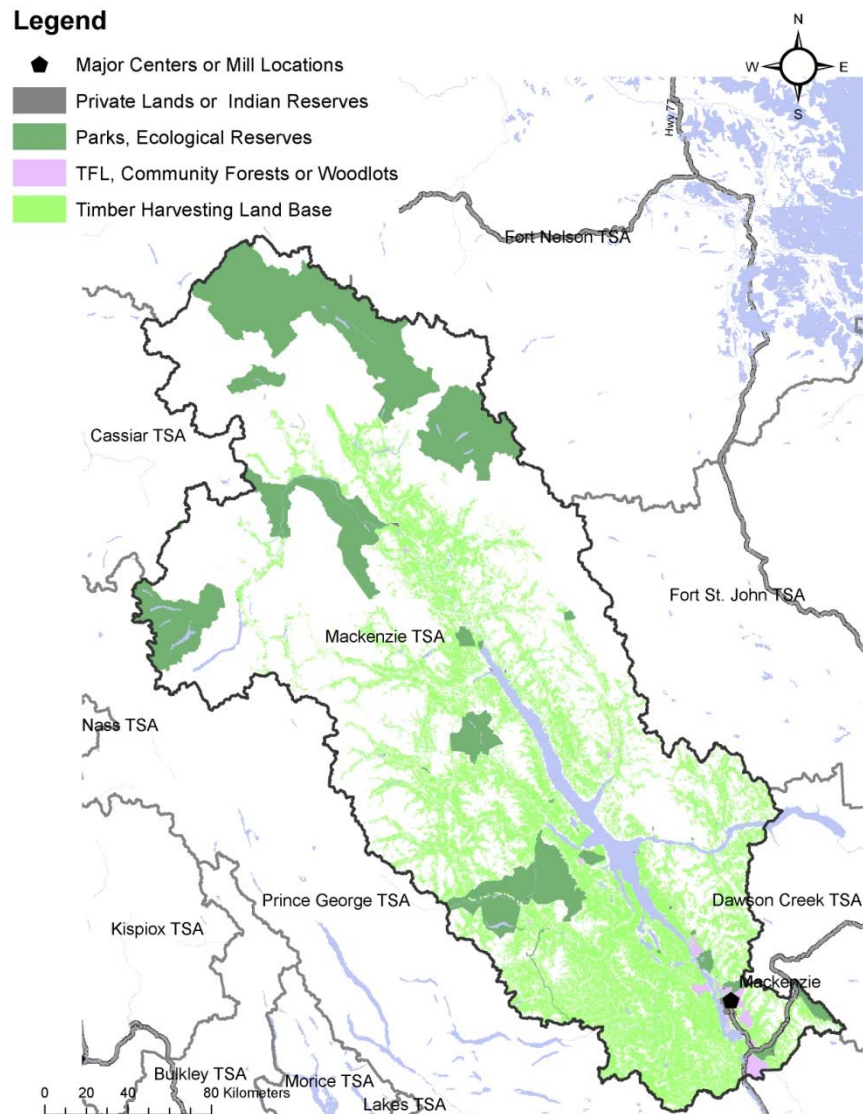 Legend
Major Centers or Mill Locations
Private Lands or Indian Reserves
Parks, Ecological Reserves
TFL, Community Forests or Woodlots
Timber Harvesting Land Base
N
W E
S
Hwy 77
Fort Nelson TSA
Cassiar TSA
Fort St. John TSA
Mackenzie TSA
Nass TSA
Prince George TSA
Dawson Creek TSA
Kispiox TSA
Mackenzie
Bulkley TSA
Morice TSA
Lakes TSA
0 20 40 80 Kilometers